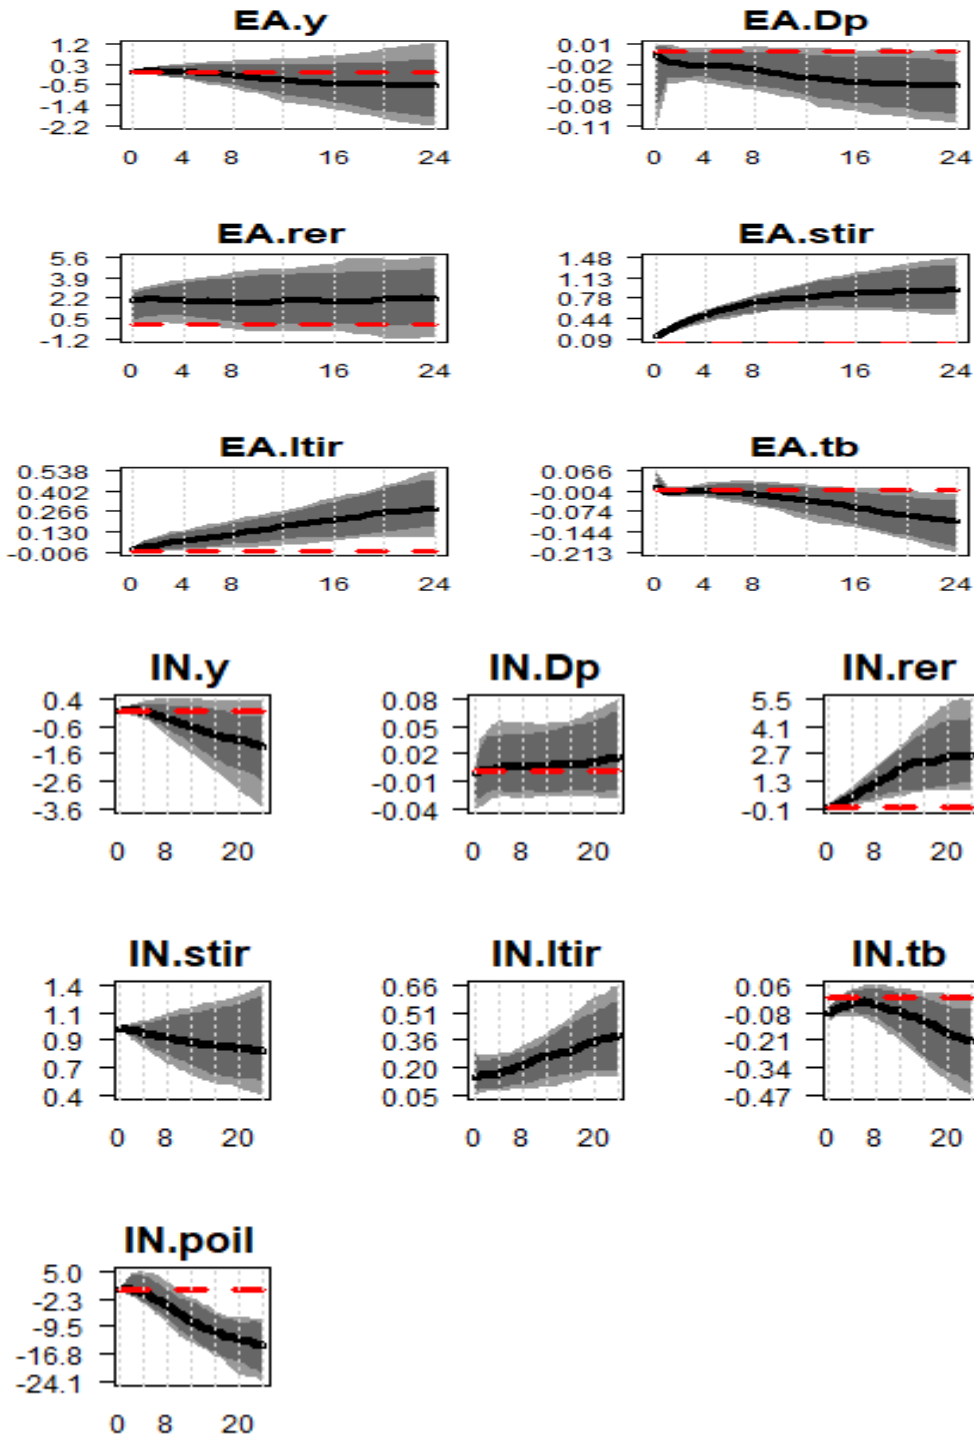 EA.y
1.2
0.3
-0.5
-1.4
-2.2
0 4 8 16 24
EA.Dp
0.01
-0.02
-0.05
-0.08
-0.11
0 4 8 16 24
EA.rer
5.6
3.9
2.2
0.5
-1.2
0 4 8 16 24
EA.stir
1.48
1.13
0.78
0.44
0.09
0 4 8 16 24
EA.ltir
0.538
0.402
0.266
0.130
-0.006
0 4 8 16 24
EA.tb
0.066
-0.004
-0.074
-0.144
-0.213
0 4 8 16 24
IN.y
0.4
-0.6
-1.6
-2.6
-3.6
0 8 20
IN.Dp
0.08
0.05
0.02
-0.01
-0.04
0 8 20
IN.rer
5.5
4.1
2.7
1.3
-0.1
0 8 20
IN.stir
1.4
1.1
0.9
0.7
0.4
0 8 20
IN.ltir
0.66
0.51
0.36
0.20
0.05
0 8 20
IN.tb
0.06
-0.08
-0.21
-0.34
-0.47
0 8 20
IN.poil
5.0
-2.3
-9.5
-16.8
-24.1
0 8 20